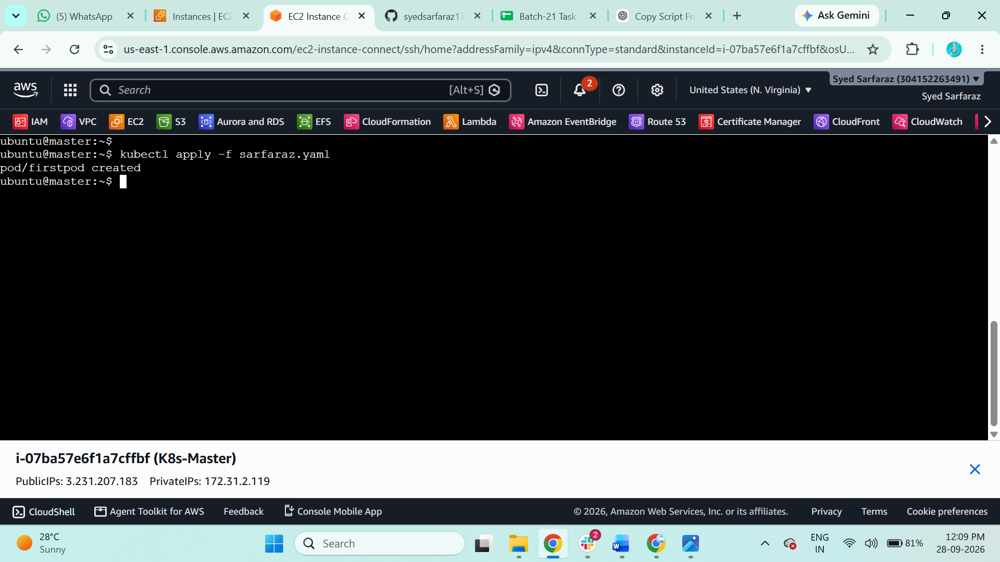 (5) WhatsApp
Instances | EC2
EC2 Instance C
syedsarfaraz17
Batch-21 Task
Copy Script Fr
Ask Gemini
us-east-1.console.aws.amazon.com/ec2-instance-connect/ssh/home?addressFamily=ipv4&connType=standard&instanceId=i-07ba57e6f1a7cffbf&osU...
aws
Search
[Alt+S]
2
United States (N. Virginia) ▼
Syed Sarfaraz (304152263491) ▼
Syed Sarfaraz
IAM
VPC
EC2
S3
Aurora and RDS
EFS
CloudFormation
Lambda
Amazon EventBridge
Route 53
Certificate Manager
CloudFront
CloudWatch
ubuntu@master:~$
ubuntu@master:~$ kubectl apply -f sarfaraz.yaml
pod/firstpod created
ubuntu@master:~$
i-07ba57e6f1a7cffbf (K8s-Master)
PublicIPs: 3.231.207.183    PrivateIPs: 172.31.2.119
CloudShell
Agent Toolkit for AWS
Feedback
Console Mobile App
© 2026, Amazon Web Services, Inc. or its affiliates.
Privacy
Terms
Cookie preferences
28°C
Sunny
Search
2
ENG
IN
81%
12:09 PM
28-09-2026